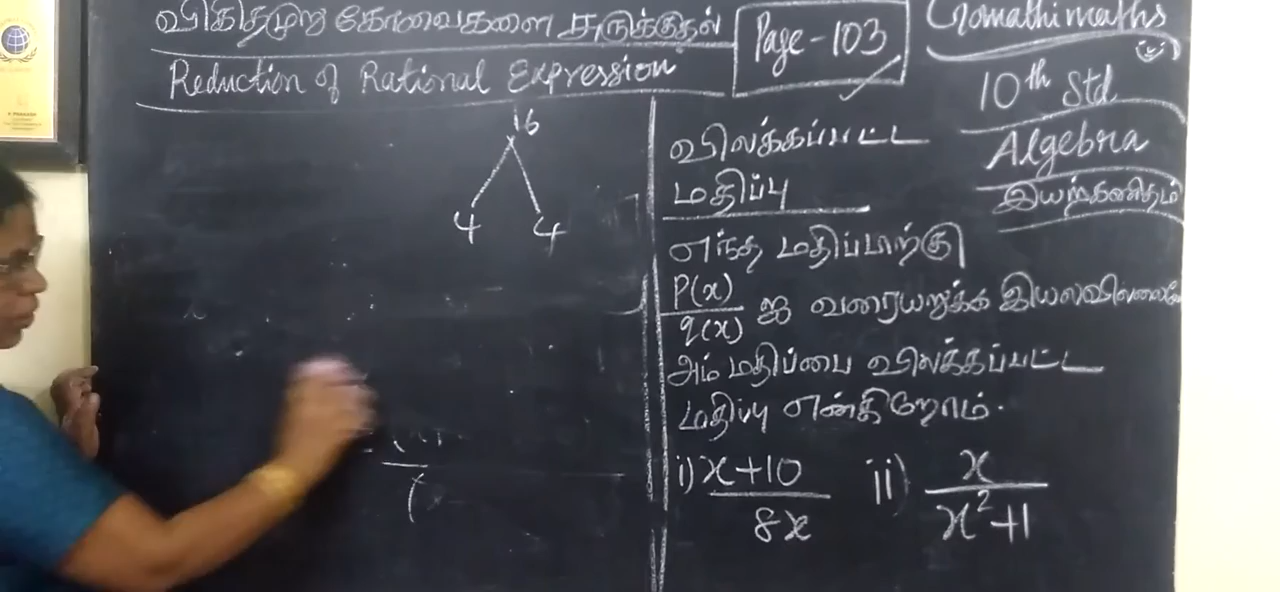 விகிதமுறு கோவைகளை சுருக்குதல்
Reduction of Rational Expression
Page - 103
Gomathi maths
10th Std
Algebra
இயற்கணிதம்
16
4 4
விலக்கப்பட்ட
மதிப்பு
எந்த மதிப்பிற்கு
P(x)
q(x) ஐ வரையறுக்க இயலவில்லையோ
அம் மதிப்பை விலக்கப்பட்ட
மதிப்பு என்கிறோம்.
i) x+10 ii) x
8x x²+1